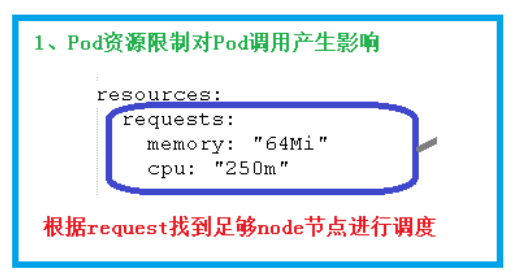 1、Pod资源限制对Pod调用产生影响
resources:
requests:
memory: "64Mi"
cpu: "250m"
根据request找到足够node节点进行调度